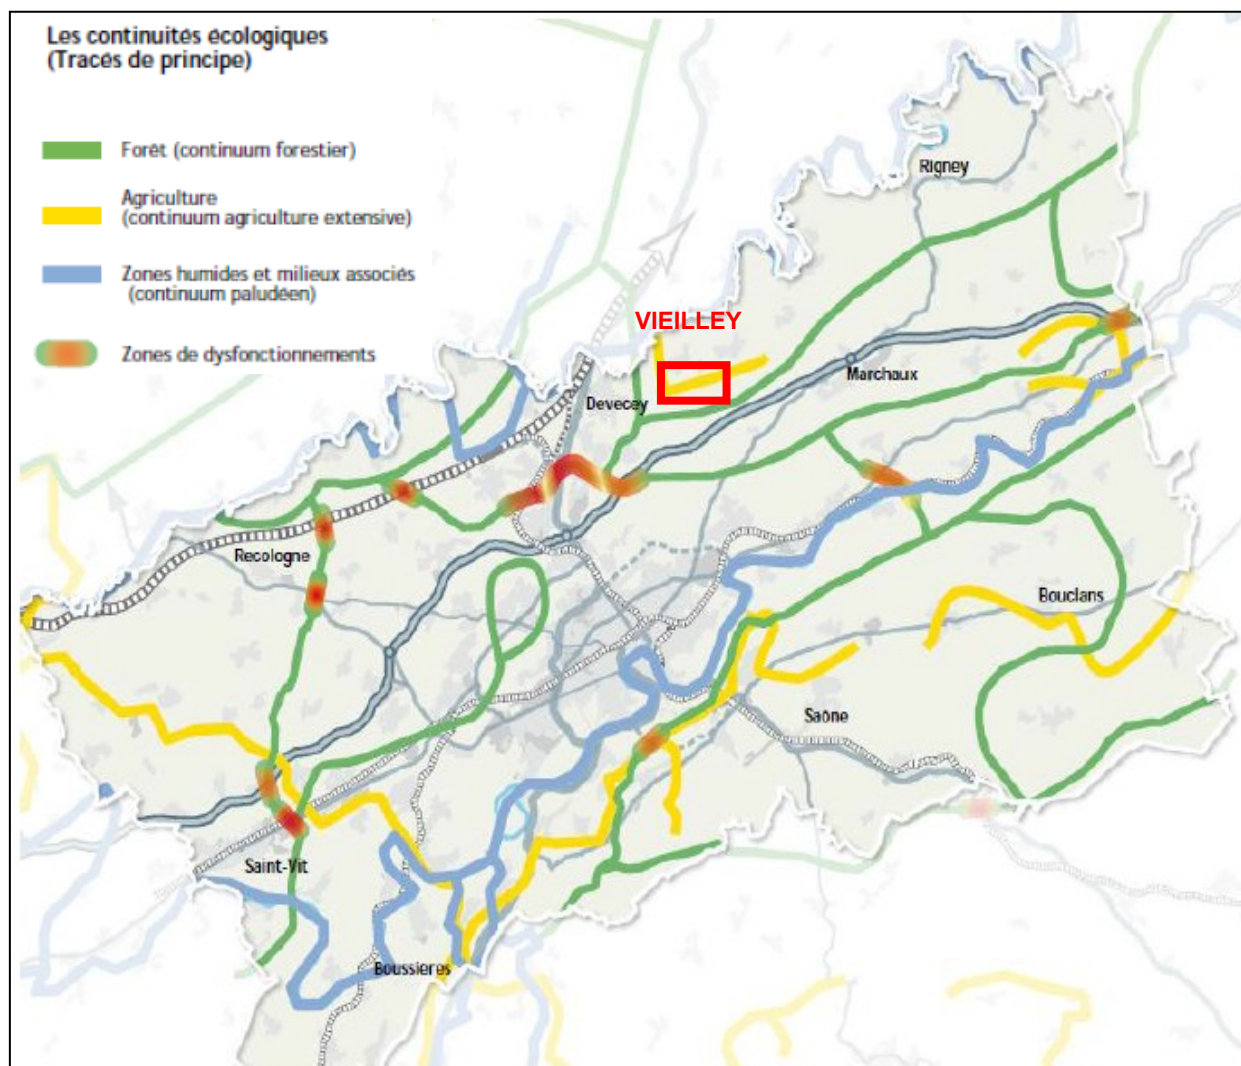 Les continuités écologiques
(Tracés de principe)
Forêt (continuum forestier)
Agriculture
(continuum agriculture extensive)
Zones humides et milieux associés
(continuum paludéen)
Zones de dysfonctionnements
Rigney
VIEILLEY
Marchaux
Devecey
Recologne
Bouclans
Saône
Saint-Vit
Boussieres